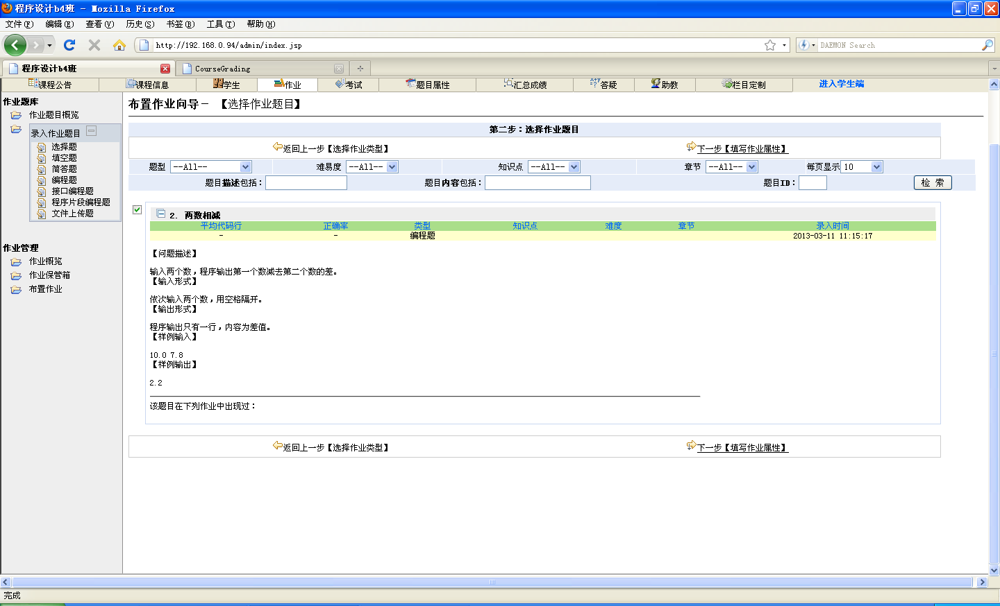 程序设计b4班 - Mozilla Firefox
文件(F) 编辑(E) 查看(V) 历史(S) 书签(B) 工具(T) 帮助(H)
http://192.168.0.94/admin/index.jsp DAEMON Search
程序设计b4班 CourseGrading
课程公告 课程信息 学生 作业 考试 题目属性 汇总成绩 答疑 助教 栏目定制 进入学生端
作业题库
作业题目概览
录入作业题目
选择题
填空题
简答题
编程题
接口编程题
程序片段编程题
文件上传题
作业管理
作业概览
作业保管箱
布置作业
布置作业向导－ 【选择作业题目】
第二步：选择作业题目
返回上一步【选择作业类型】 下一步【填写作业属性】
题型 --All-- 难易度 --All-- 知识点 --All-- 章节 --All-- 每页显示 10
题目描述包括： 题目内容包括： 题目ID： 检 索
2. 两数相减
平均代码行 正确率 类型 知识点 难度 章节 录入时间
- - 编程题 2013-03-11 11:15:17
【问题描述】
输入两个数，程序输出第一个数减去第二个数的差。
【输入形式】
依次输入两个数，用空格隔开。
【输出形式】
程序输出只有一行，内容为差值。
【样例输入】
10.0 7.8
【样例输出】
2.2
该题目在下列作业中出现过：
返回上一步【选择作业类型】 下一步【填写作业属性】
完成